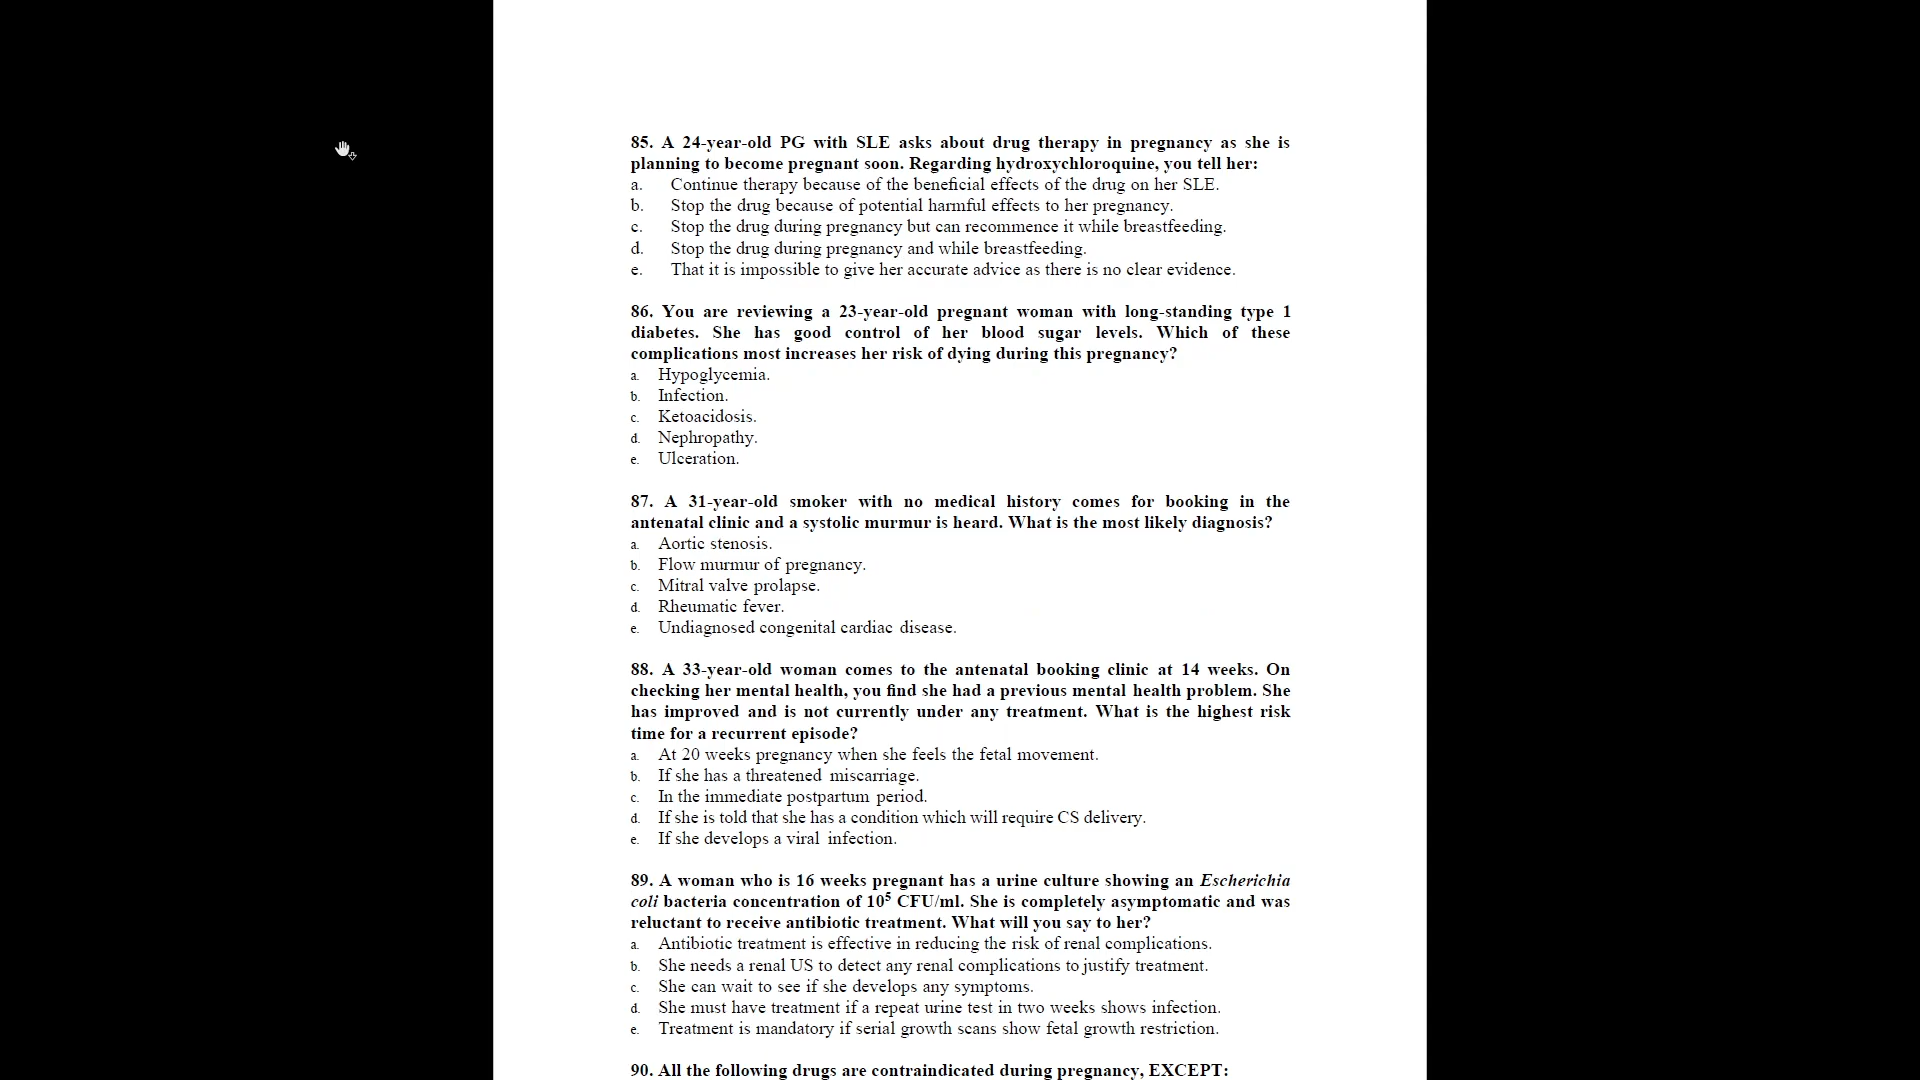 85. A 24-year-old PG with SLE asks about drug therapy in pregnancy as she is
planning to become pregnant soon. Regarding hydroxychloroquine, you tell her:
a. Continue therapy because of the beneficial effects of the drug on her SLE.
b. Stop the drug because of potential harmful effects to her pregnancy.
c. Stop the drug during pregnancy but can recommence it while breastfeeding.
d. Stop the drug during pregnancy and while breastfeeding.
e. That it is impossible to give her accurate advice as there is no clear evidence.
86. You are reviewing a 23-year-old pregnant woman with long-standing type 1
diabetes. She has good control of her blood sugar levels. Which of these
complications most increases her risk of dying during this pregnancy?
a. Hypoglycemia.
b. Infection.
c. Ketoacidosis.
d. Nephropathy.
e. Ulceration.
87. A 31-year-old smoker with no medical history comes for booking in the
antenatal clinic and a systolic murmur is heard. What is the most likely diagnosis?
a. Aortic stenosis.
b. Flow murmur of pregnancy.
c. Mitral valve prolapse.
d. Rheumatic fever.
e. Undiagnosed congenital cardiac disease.
88. A 33-year-old woman comes to the antenatal booking clinic at 14 weeks. On
checking her mental health, you find she had a previous mental health problem. She
has improved and is not currently under any treatment. What is the highest risk
time for a recurrent episode?
a. At 20 weeks pregnancy when she feels the fetal movement.
b. If she has a threatened miscarriage.
c. In the immediate postpartum period.
d. If she is told that she has a condition which will require CS delivery.
e. If she develops a viral infection.
89. A woman who is 16 weeks pregnant has a urine culture showing an Escherichia
coli bacteria concentration of 10⁵ CFU/ml. She is completely asymptomatic and was
reluctant to receive antibiotic treatment. What will you say to her?
a. Antibiotic treatment is effective in reducing the risk of renal complications.
b. She needs a renal US to detect any renal complications to justify treatment.
c. She can wait to see if she develops any symptoms.
d. She must have treatment if a repeat urine test in two weeks shows infection.
e. Treatment is mandatory if serial growth scans show fetal growth restriction.
90. All the following drugs are contraindicated during pregnancy, EXCEPT: